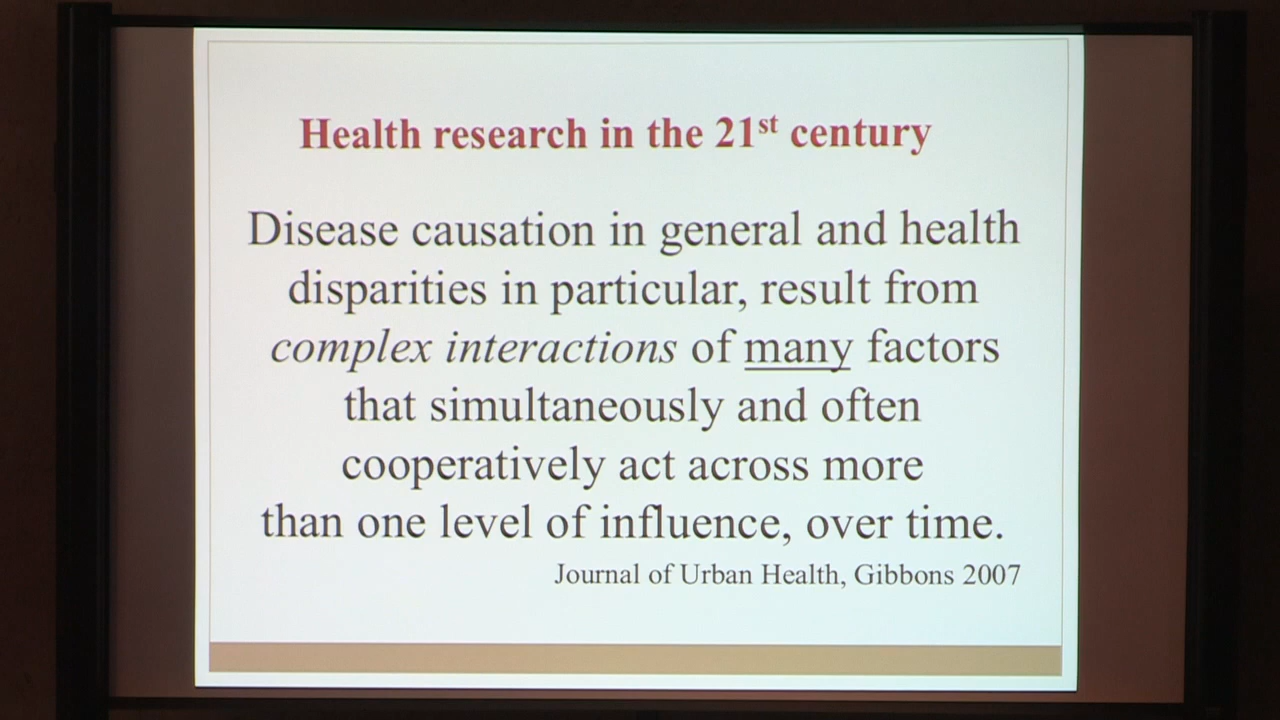 Health research in the 21st century
Disease causation in general and health
disparities in particular, result from
complex interactions of many factors
that simultaneously and often
cooperatively act across more
than one level of influence, over time.
Journal of Urban Health, Gibbons 2007